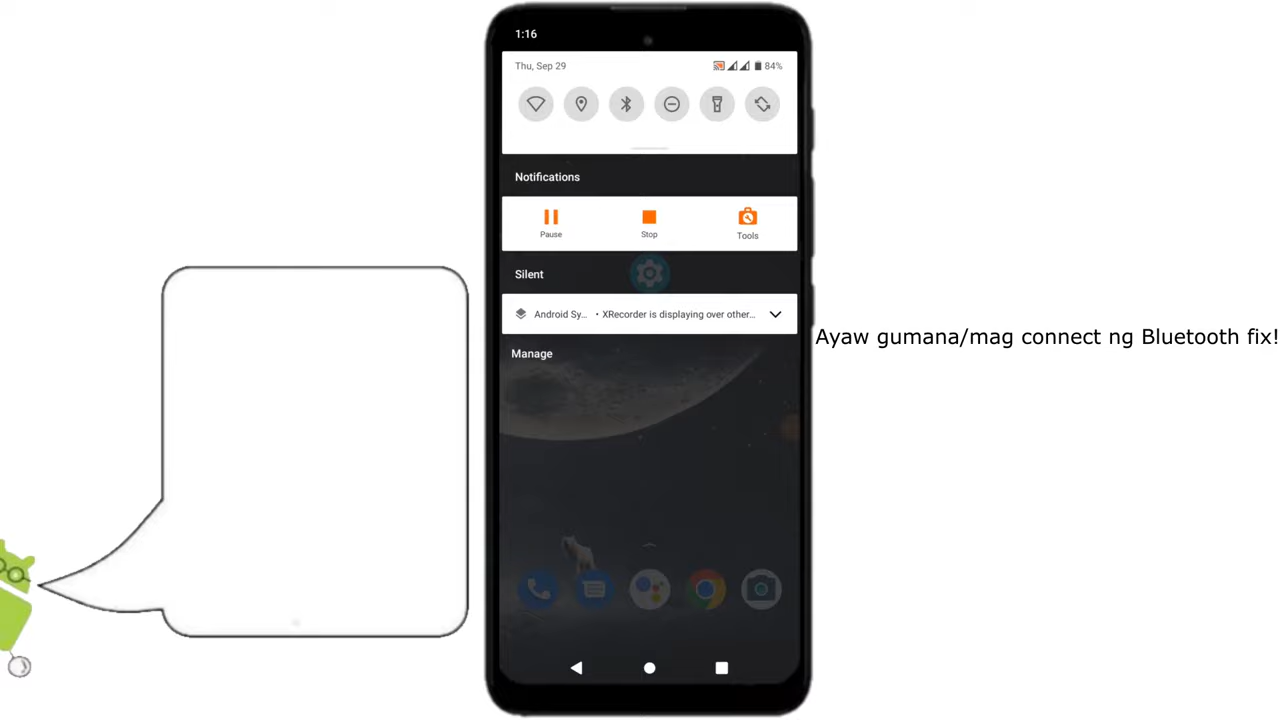 1:16
Thu, Sep 29
84%
Notifications
Pause
Stop
Tools
Silent
Android Sy... • XRecorder is displaying over other...
Manage
Ayaw gumana/mag connect ng Bluetooth fix!